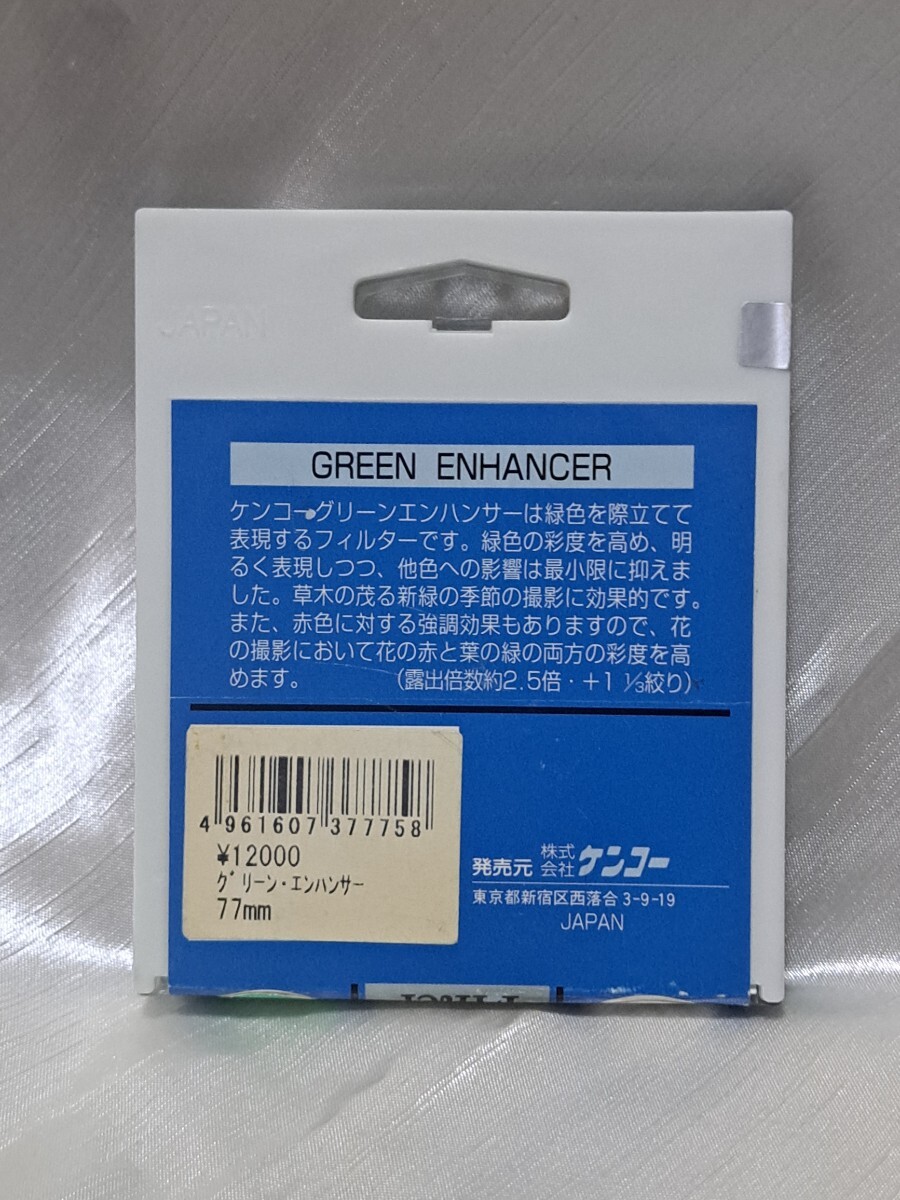 JAPAN
GREEN ENHANCER
ケンコー・グリーンエンハンサーは緑色を際立てて
表現するフィルターです。緑色の彩度を高め、明
るく表現しつつ、他色への影響は最小限に抑えま
した。草木の茂る新緑の季節の撮影に効果的です。
また、赤色に対する強調効果もありますので、花
の撮影において花の赤と葉の緑の両方の彩度を高
めます。 (露出倍数約2.5倍・+1 1/3絞り)
4 961607 377758
¥12000
グリーン・エンハンサー
77mm
発売元 株式会社 ケンコー
東京都新宿区西落合 3-9-19
JAPAN